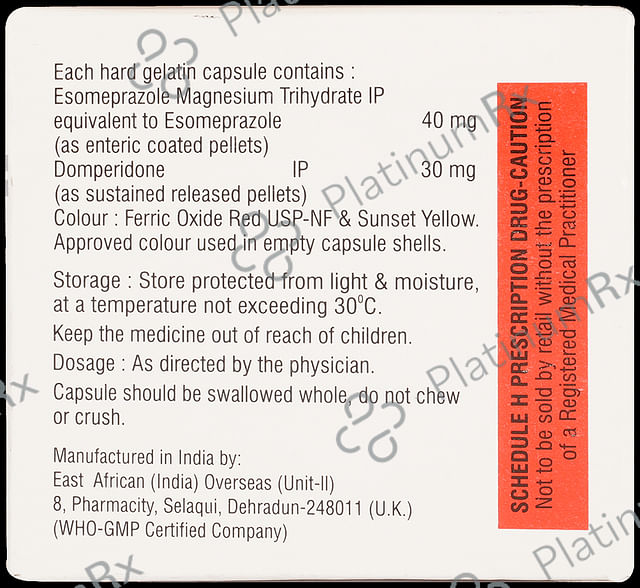 Each hard gelatin capsule contains :
Esomeprazole Magnesium Trihydrate IP
equivalent to Esomeprazole 40 mg
(as enteric coated pellets)
Domperidone IP 30 mg
(as sustained released pellets)
Colour : Ferric Oxide Red USP-NF & Sunset Yellow.
Approved colour used in empty capsule shells.
Storage : Store protected from light & moisture,
at a temperature not exceeding 30⁰C.
Keep the medicine out of reach of children.
Dosage : As directed by the physician.
Capsule should be swallowed whole, do not chew
or crush.
Manufactured in India by:
East African (India) Overseas (Unit-II)
8, Pharmacity, Selaqui, Dehradun-248011 (U.K.)
(WHO-GMP Certified Company)
SCHEDULE H PRESCRIPTION DRUG-CAUTION
Not to be sold by retail without the prescription
of a Registered Medical Practitioner
PlatinumRx
PlatinumRx